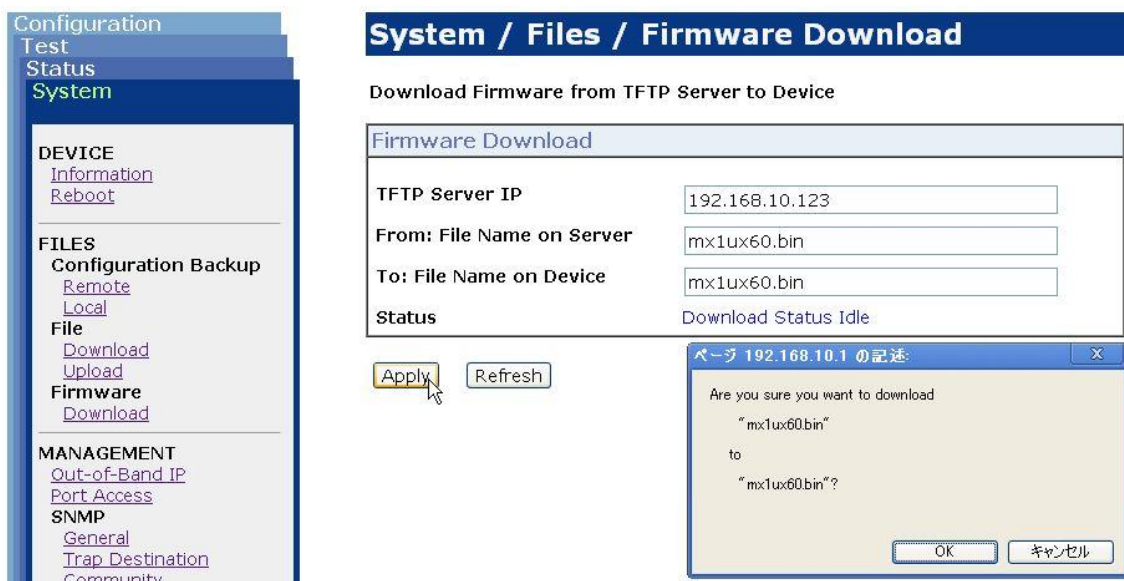 Configuration
Test
Status
System
DEVICE
Information
Reboot
FILES
Configuration Backup
Remote
Local
File
Download
Upload
Firmware
Download
MANAGEMENT
Out-of-Band IP
Port Access
SNMP
General
Trap Destination
Community
System / Files / Firmware Download
Download Firmware from TFTP Server to Device
Firmware Download
TFTP Server IP 192.168.10.123
From: File Name on Server mx1ux60.bin
To: File Name on Device mx1ux60.bin
Status Download Status Idle
Apply Refresh
ページ 192.168.10.1 の記述:
Are you sure you want to download
"mx1ux60.bin"
to
"mx1ux60.bin"?
OK キャンセル